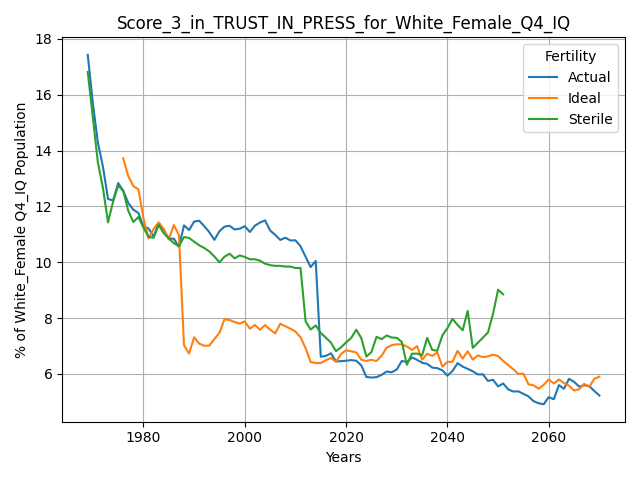 Score_3_in_TRUST_IN_PRESS_for_White_Female_Q4_IQ
% of White_Female Q4_IQ Population
18
16
14
12
10
8
6
Fertility
Actual
Ideal
Sterile
1980
2000
2020
2040
2060
Years